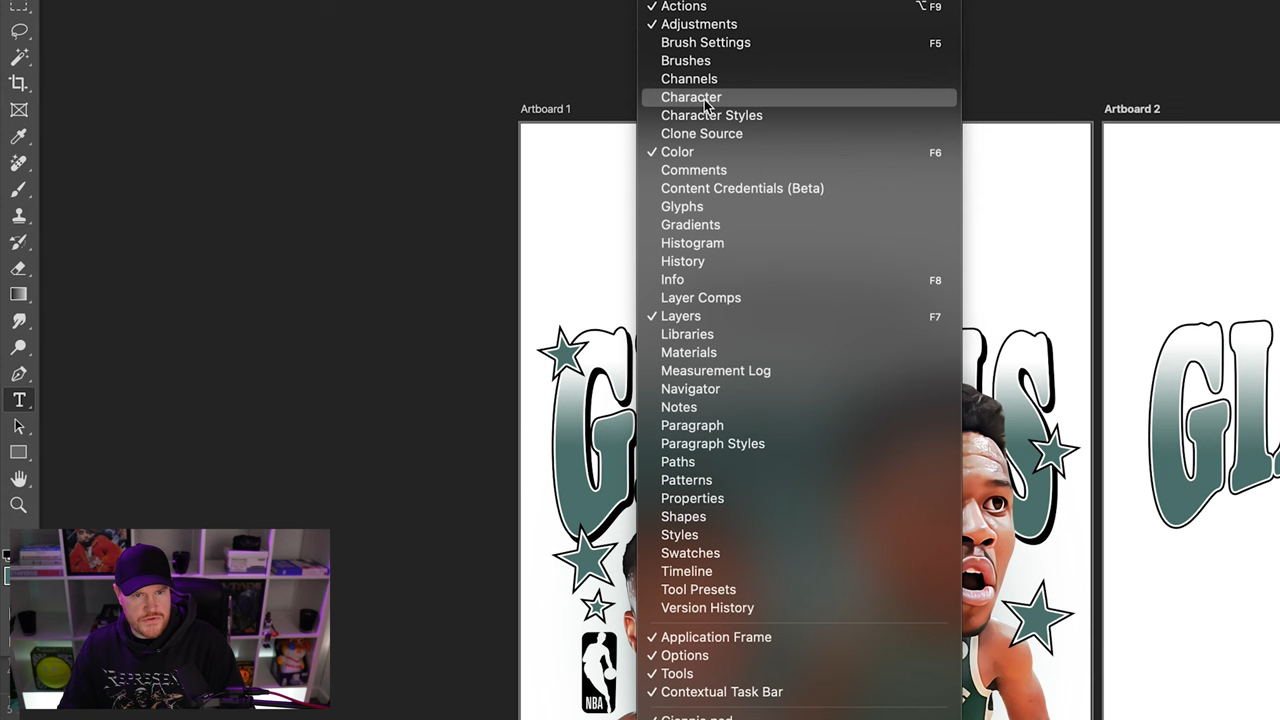 ✓ Actions ⌥ F9
✓ Adjustments
Brush Settings F5
Brushes
Channels
Character
Artboard 1
Artboard 2
Character Styles
Clone Source
✓ Color F6
Comments
Content Credentials (Beta)
Glyphs
Gradients
Histogram
History
Info F8
Layer Comps
✓ Layers F7
Libraries
Materials
Measurement Log
Navigator
Notes
Paragraph
Paragraph Styles
Paths
Patterns
Properties
Shapes
Styles
Swatches
Timeline
Tool Presets
Version History
✓ Application Frame
✓ Options
✓ Tools
✓ Contextual Task Bar
T
NBA